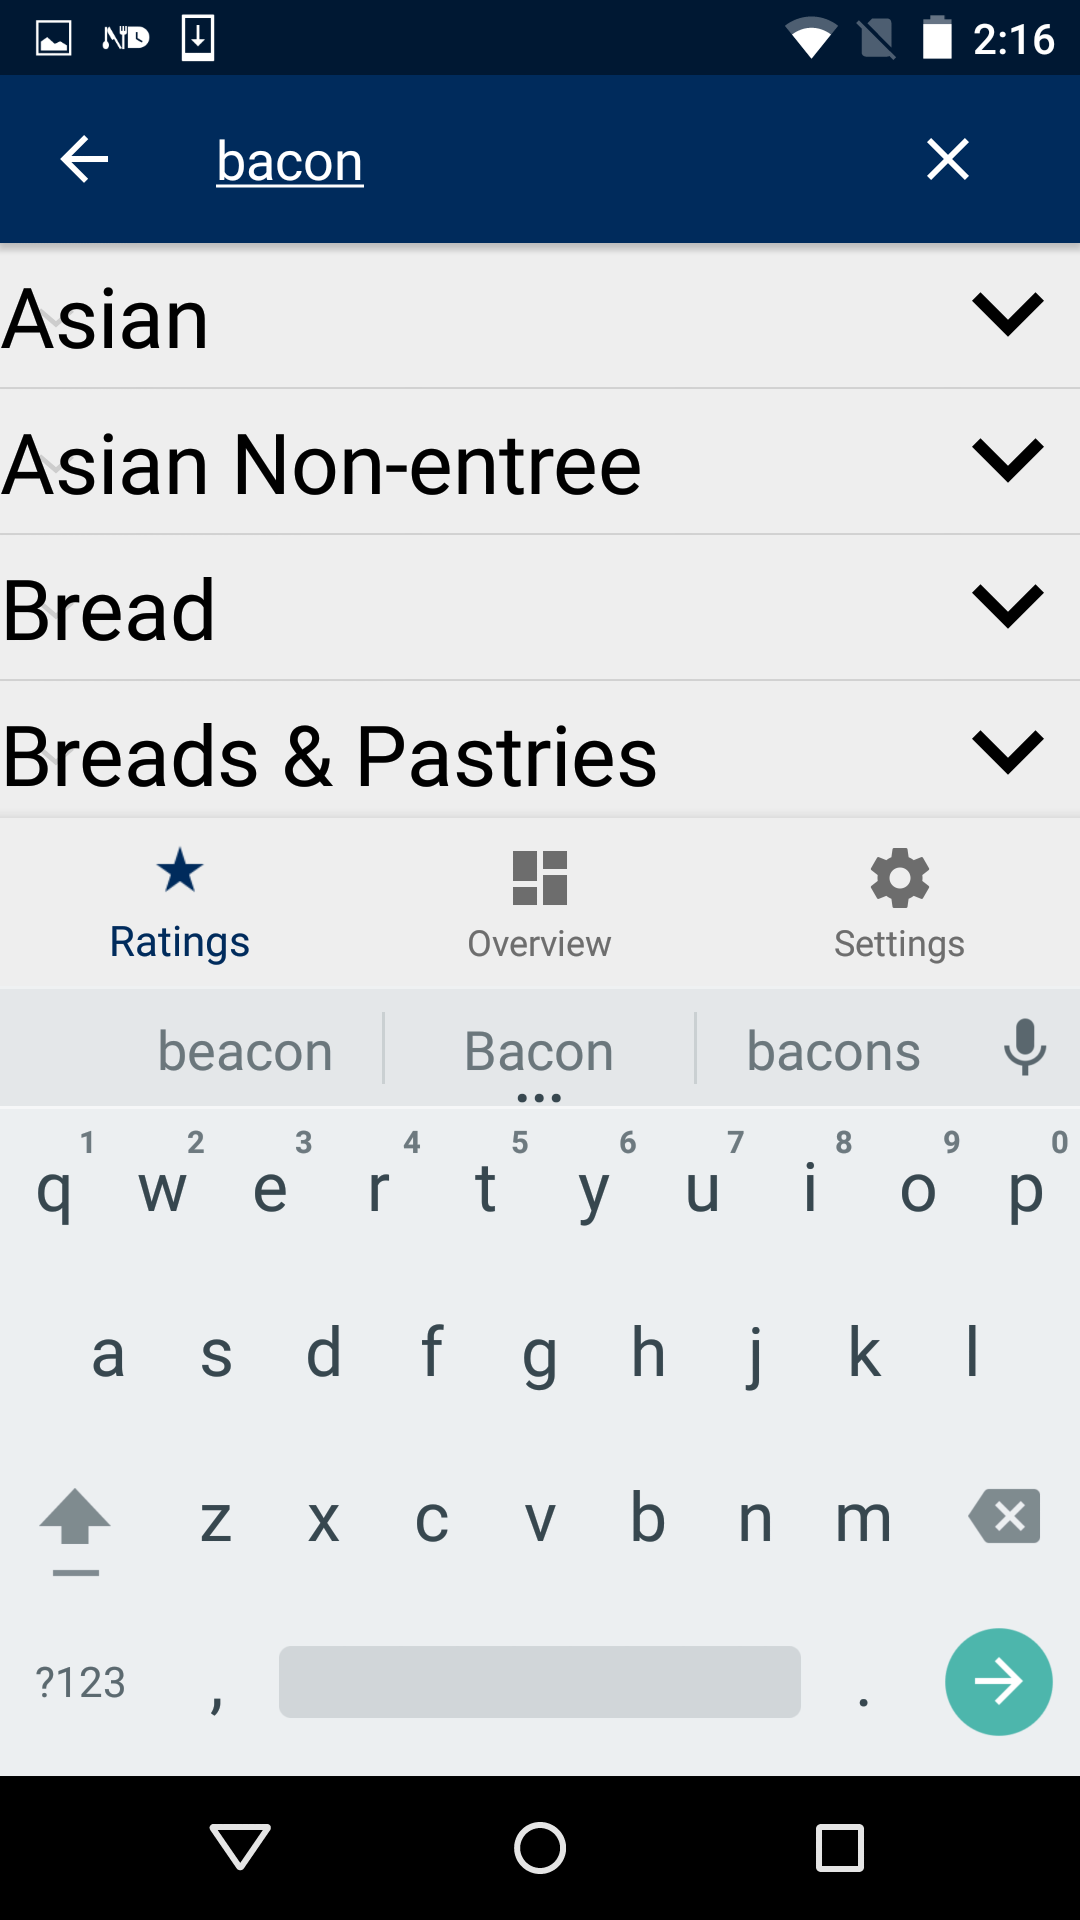 2:16
bacon
Asian
Asian Non-entree
Bread
Breads & Pastries
Ratings Overview Settings
beacon Bacon bacons
1 2 3 4 5 6 7 8 9 0
q w e r t y u i o p
a s d f g h j k l
z x c v b n m
?123 , .